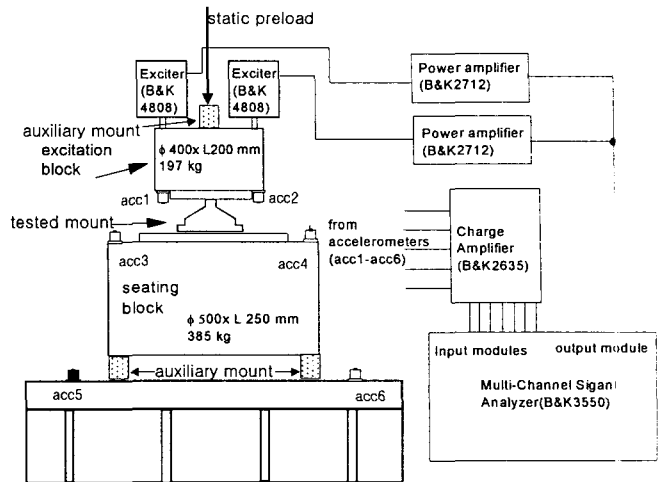 static preload
Exciter
(B&K
4808)
Exciter
(B&K
4808)
Power amplifier
(B&K2712)
Power amplifier
(B&K2712)
auxiliary mount
excitation
block
ϕ 400x L200 mm
197 kg
acc1
acc2
tested mount
from
accelerometers
(acc1-acc6)
Charge
Amplifier
(B&K2635)
acc3
acc4
seating
block
ϕ 500x L 250 mm
385 kg
auxiliary mount
acc5
acc6
Input modules
output module
Multi-Channel Sigan
Analyzer(B&K3550)